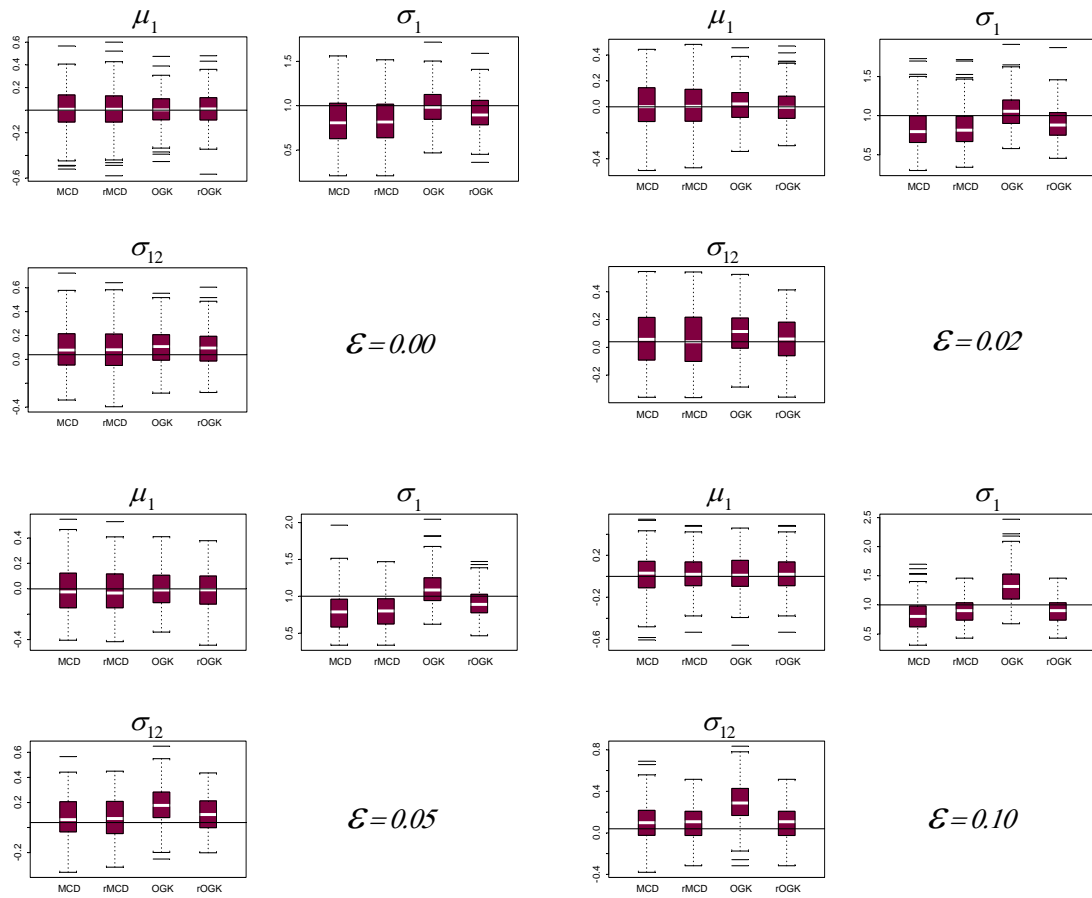 μ₁ σ₁ μ₁ σ₁
0.6 0.4 0.2 0.0 -0.2 -0.6
1.5 1.0 0.5
0.4 0.2 0.0 -0.4
1.5 1.0 0.5
MCD rMCD OGK rOGK MCD rMCD OGK rOGK MCD rMCD OGK rOGK MCD rMCD OGK rOGK
σ₁₂ σ₁₂
0.6 0.4 0.2 0.0 -0.4
0.4 0.2 0.0 -0.2
ε=0.00 ε=0.02
MCD rMCD OGK rOGK MCD rMCD OGK rOGK
μ₁ σ₁ μ₁ σ₁
0.4 0.2 0.0 -0.4
2.0 1.5 1.0 0.5
0.2 0.0 -0.2 -0.6
2.5 2.0 1.5 1.0 0.5
MCD rMCD OGK rOGK MCD rMCD OGK rOGK MCD rMCD OGK rOGK MCD rMCD OGK rOGK
σ₁₂ σ₁₂
0.6 0.4 0.2 -0.2
0.8 0.4 0.0 -0.4
ε=0.05 ε=0.10
MCD rMCD OGK rOGK MCD rMCD OGK rOGK